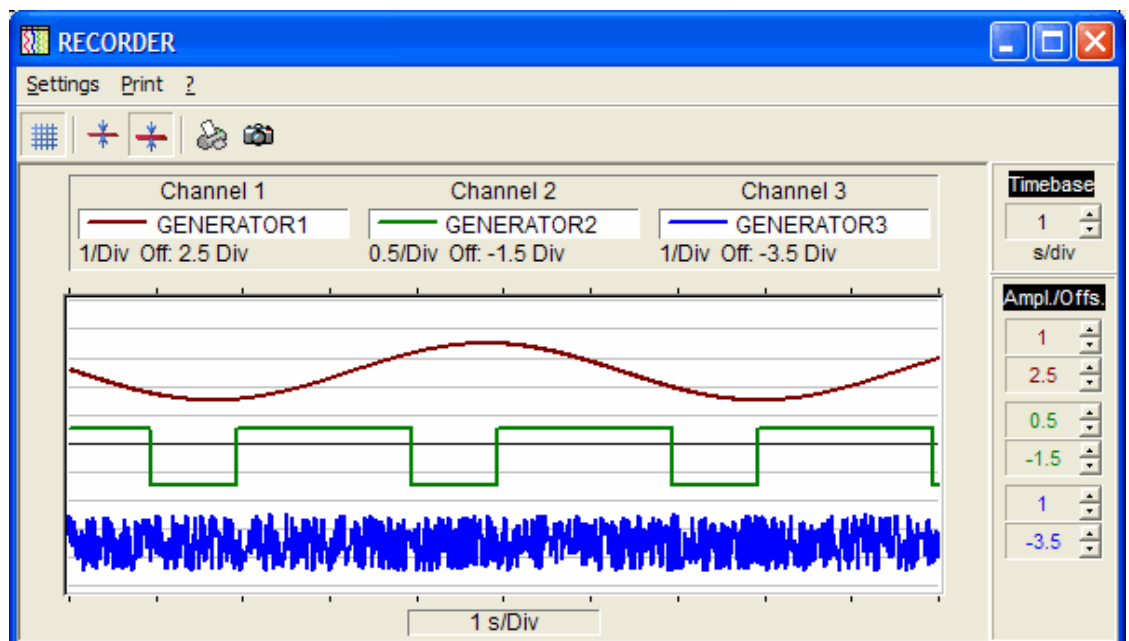 RECORDER
Settings Print ?
Channel 1 Channel 2 Channel 3
GENERATOR1 GENERATOR2 GENERATOR3
1/Div Off: 2.5 Div 0.5/Div Off: -1.5 Div 1/Div Off: -3.5 Div
1 s/Div
Timebase
1
s/div
Ampl./Offs.
1
2.5
0.5
-1.5
1
-3.5